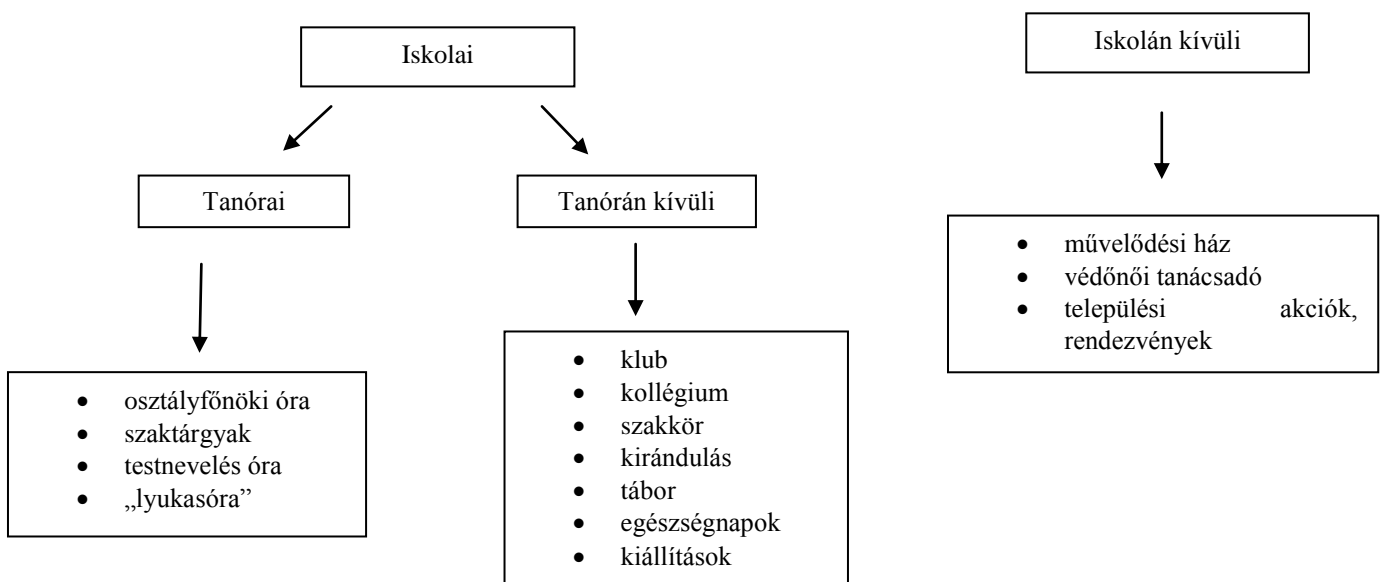 Iskolai
Iskolán kívüli
Tanórai
Tanórán kívüli
• művelődési ház
• védőnői tanácsadó
• települési akciók,
rendezvények
• osztályfőnöki óra
• szaktárgyak
• testnevelés óra
• „lyukasóra”
• klub
• kollégium
• szakkör
• kirándulás
• tábor
• egészségnapok
• kiállítások